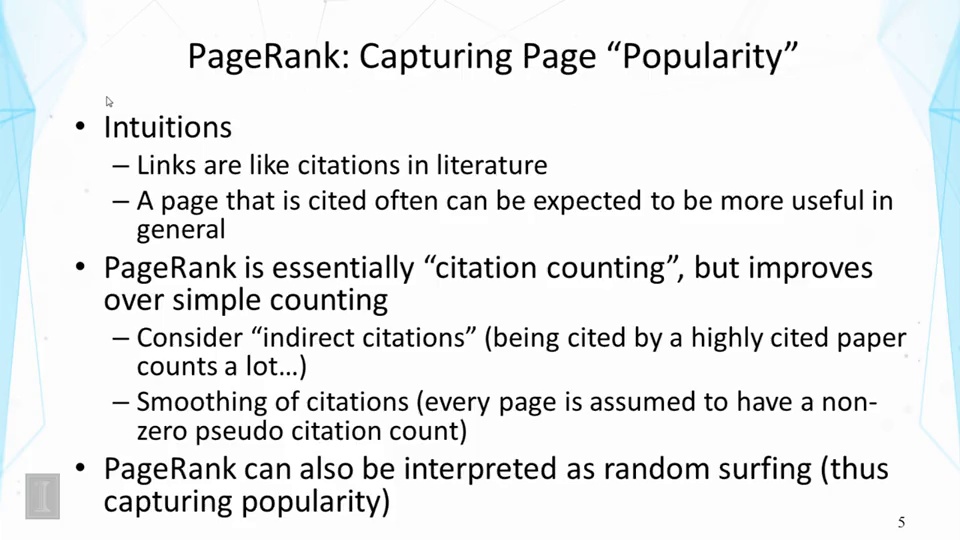 PageRank: Capturing Page “Popularity”
• Intuitions
– Links are like citations in literature
– A page that is cited often can be expected to be more useful in
general
• PageRank is essentially “citation counting”, but improves
over simple counting
– Consider “indirect citations” (being cited by a highly cited paper
counts a lot…)
– Smoothing of citations (every page is assumed to have a non-
zero pseudo citation count)
• PageRank can also be interpreted as random surfing (thus
capturing popularity)
I
5